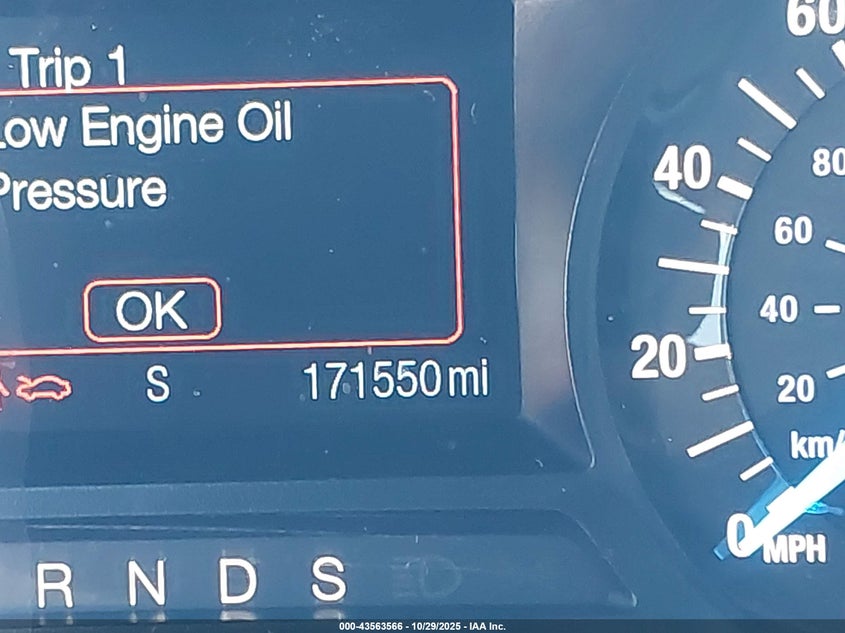 Trip 1
Low Engine Oil
Pressure
OK
S
171550 mi
60
40
20
0
MPH
80
60
40
20
km/
R N D S
000-43563566 - 10/29/2025 - IAA Inc.